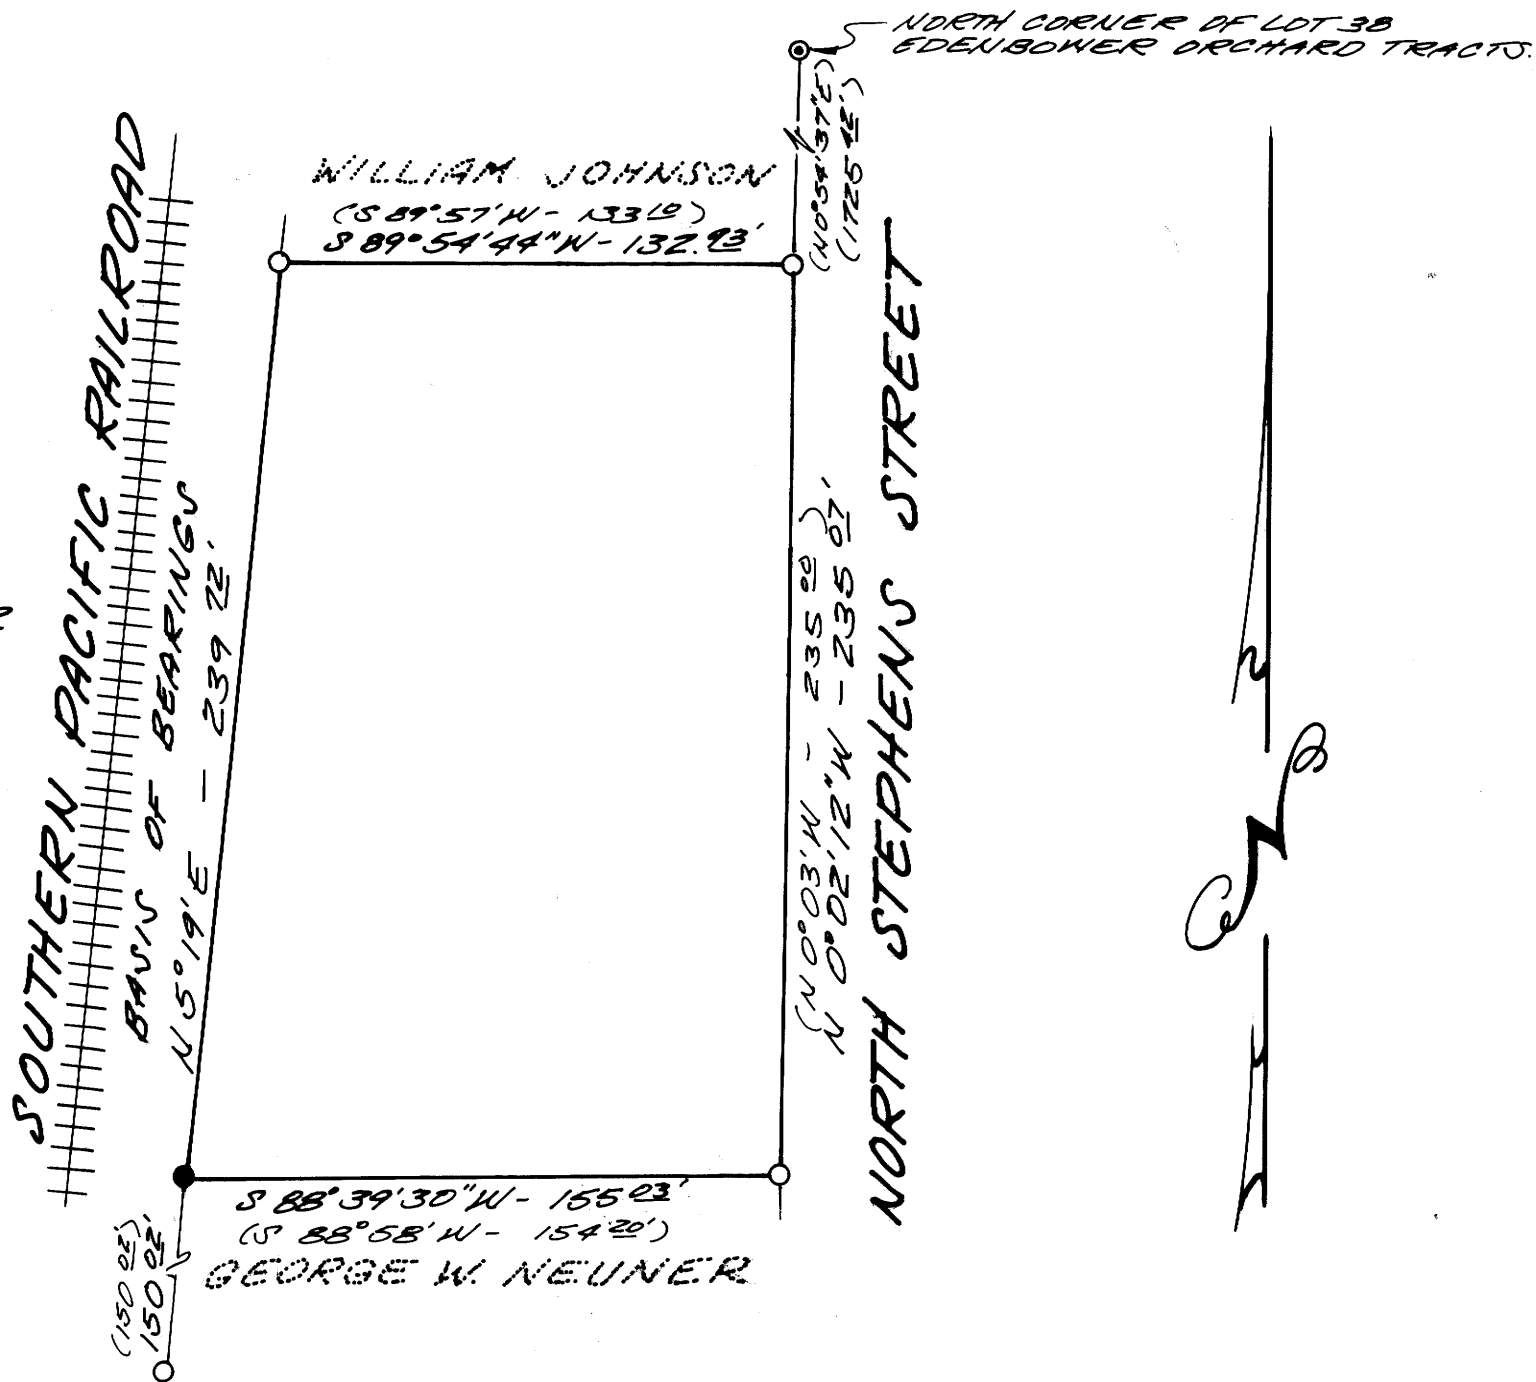 NORTH CORNER OF LOT 38
EDENBOWER ORCHARD TRACTS.
(N0°54'37"E)
(1725.42')
WILLIAM JOHNSON
(S 89°57'W - 133.10)
S 89°54'44"W - 132.93'
SOUTHERN PACIFIC RAILROAD
BASIS OF BEARINGS
N 5°19'E - 239.72'
(N 0°03'W - 235.00)
N 0°02'12"W - 235.07'
NORTH STEPHENS STREET
N
S 88°39'30"W - 155.03'
(S 88°58'W - 154.20')
GEORGE W. NEUNER
(150.02')
150.02'